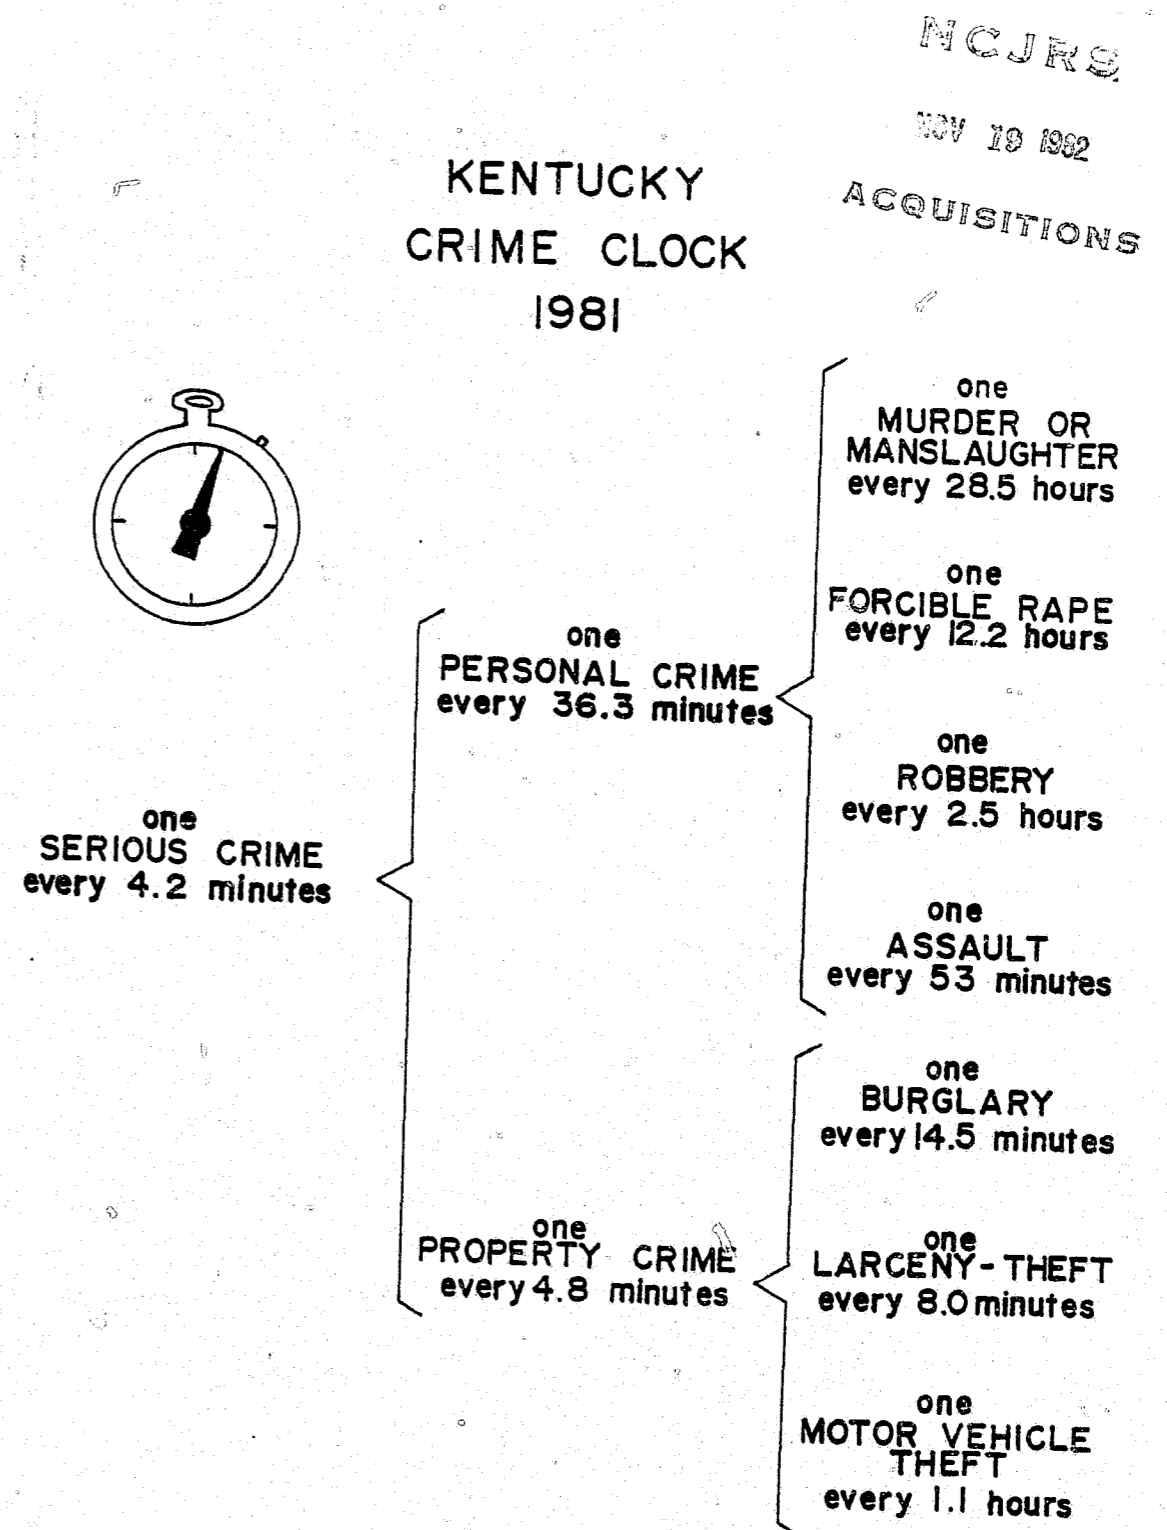 NCJRS
NOV 19 1982
ACQUISITIONS
KENTUCKY
CRIME CLOCK
1981
one
SERIOUS CRIME
every 4.2 minutes
one
PERSONAL CRIME
every 36.3 minutes
one
MURDER OR
MANSLAUGHTER
every 28.5 hours
one
FORCIBLE RAPE
every 12.2 hours
one
ROBBERY
every 2.5 hours
one
ASSAULT
every 53 minutes
one
PROPERTY CRIME
every 4.8 minutes
one
BURGLARY
every 14.5 minutes
one
LARCENY-THEFT
every 8.0 minutes
one
MOTOR VEHICLE
THEFT
every 1.1 hours